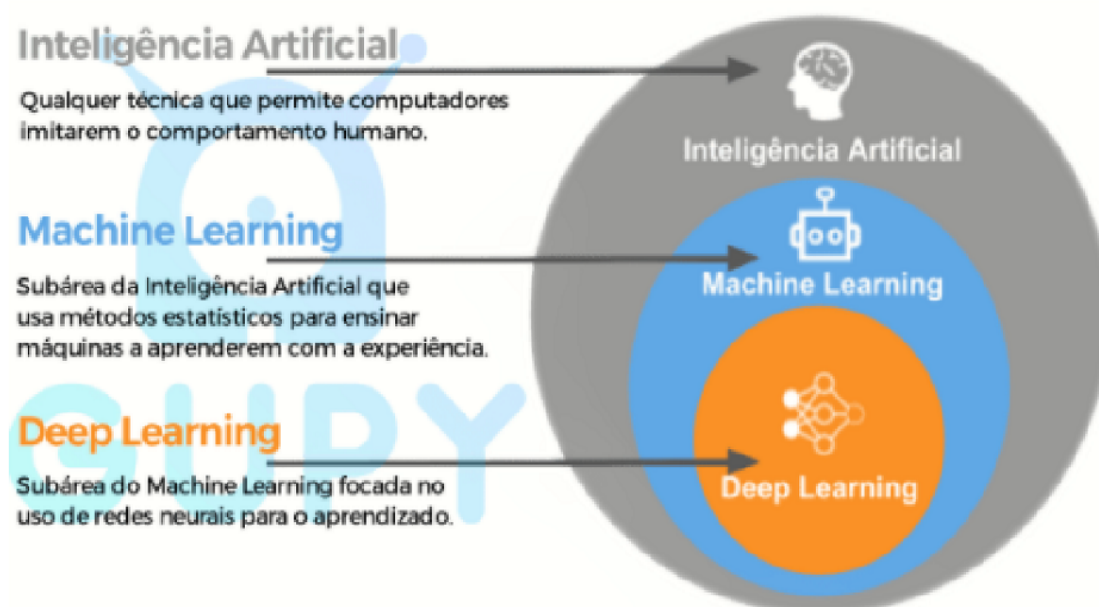 Inteligência Artificial
Qualquer técnica que permite computadores
imitarem o comportamento humano.
Machine Learning
Subárea da Inteligência Artificial que
usa métodos estatísticos para ensinar
máquinas a aprenderem com a experiência.
GUPY
Deep Learning
Subárea do Machine Learning focada no
uso de redes neurais para o aprendizado.
Inteligência Artificial
Machine Learning
Deep Learning